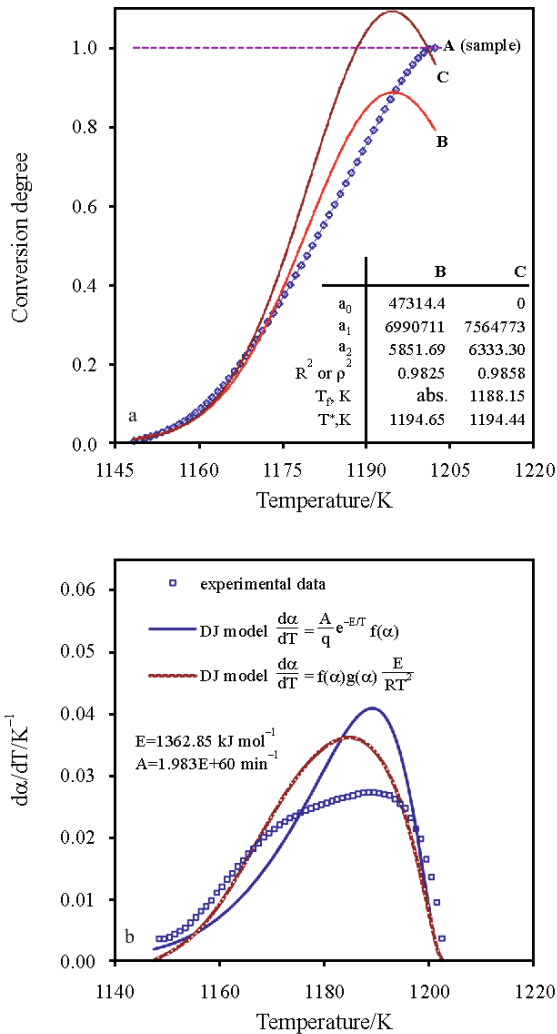 1.0
0.8
0.6
0.4
0.2
0.0
Conversion degree
A (sample)
C
B
B C
a₀ 47314.4 0
a₁ 6990711 7564773
a₂ 5851.69 6333.30
R² or ρ² 0.9825 0.9858
T_f, K abs. 1188.15
T*,K 1194.65 1194.44
a
1145 1160 1175 1190 1205 1220
Temperature/K
0.06
0.05
0.04
0.03
0.02
0.01
0.00
dα/dT/K⁻¹
experimental data
DJ model dα/dT = A/q e^−E/T f(α)
DJ model dα/dT = f(α)g(α) E/RT²
E=1362.85 kJ mol⁻¹
A=1.983E+60 min⁻¹
b
1140 1160 1180 1200 1220
Temperature/K